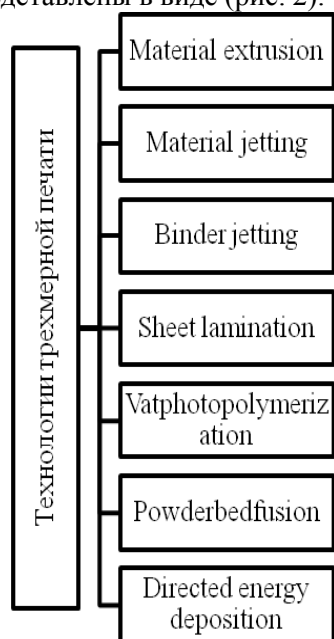 дставлены в виде (рис. 2).
Технологии трехмерной печати
Material extrusion
Material jetting
Binder jetting
Sheet lamination
Vatphotopolymeriz
ation
Powderbedfusion
Directed energy
deposition